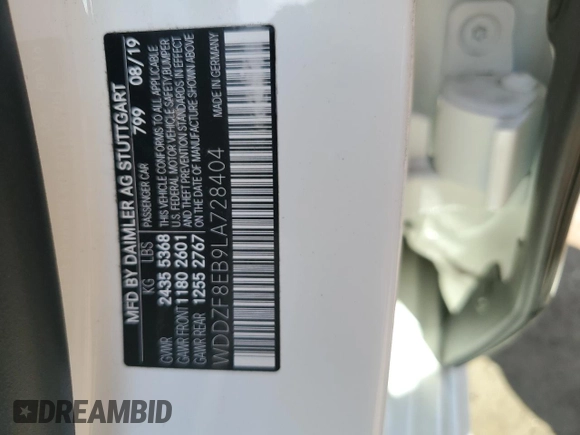 MFD BY DAIMLER AG STUTTGART
PASSENGER CAR 799 08/19
KG LBS
GVWR 2435 5368
GAWR FRONT 1180 2601
GAWR REAR 1255 2767
THIS VEHICLE CONFORMS TO ALL APPLICABLE
U.S. FEDERAL MOTOR VEHICLE SAFETY, BUMPER
AND THEFT PREVENTION STANDARDS IN EFFECT
ON THE DATE OF MANUFACTURE SHOWN ABOVE
WDDZF8EB9LA728404
MADE IN GERMANY
DREAMBID